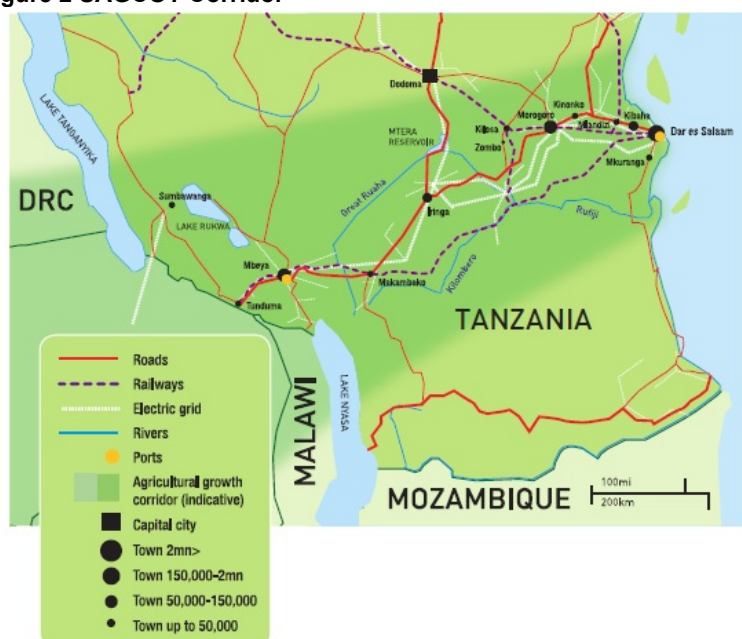 gure 2 SAGCOT Corridor
LAKE TANGANYIKA
DRC
Sumbawanga
LAKE RUKWA
Mbeya
Tunduma
Dodoma
MTERA
RESERVOIR
Great Ruaha
Iringa
Makambako
Kilombero
Kilosa
Zombo
Morogoro
Kinonko
Mlandizi
Kibaha
Dar es Salaam
Mkuranga
Rufiji
TANZANIA
MALAWI
LAKE NYASA
MOZAMBIQUE
100mi
200km
Roads
Railways
Electric grid
Rivers
Ports
Agricultural growth
corridor (indicative)
Capital city
Town 2mn>
Town 150,000–2mn
Town 50,000-150,000
Town up to 50,000